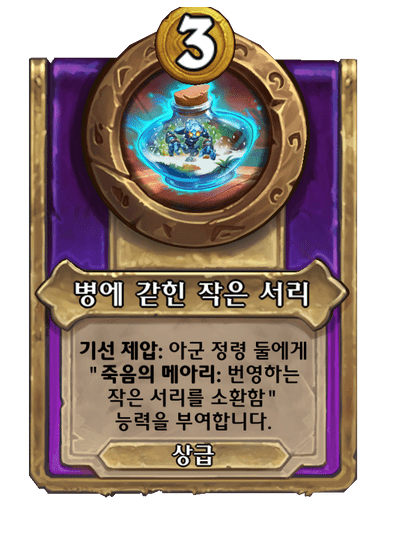 3
병에 갇힌 작은 서리
기선 제압: 아군 정령 둘에게
"죽음의 메아리: 번영하는
작은 서리를 소환함"
능력을 부여합니다.
상급